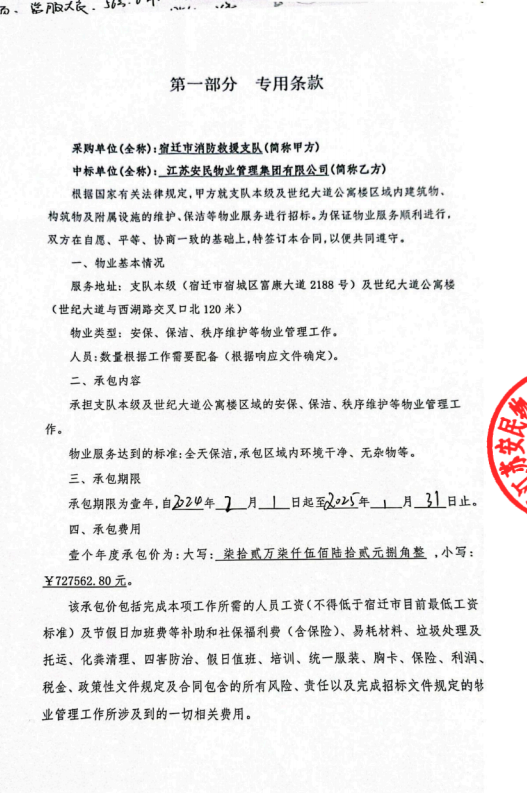 第一部分 专用条款
采购单位(全称):宿迁市消防救援支队(简称甲方)
中标单位(全称): 江苏安民物业管理集团有限公司(简称乙方)
根据国家有关法律规定,甲方就支队本级及世纪大道公寓楼区域内建筑物、
构筑物及附属设施的维护、保洁等物业服务进行招标。为保证物业服务顺利进行,
双方在自愿、平等、协商一致的基础上,特签订本合同,以便共同遵守。
一、物业基本情况
服务地址: 支队本级(宿迁市宿城区富康大道 2188 号)及世纪大道公寓楼
(世纪大道与西湖路交叉口北 120 米)
物业类型: 安保、保洁、秩序维护等物业管理工作。
人员:数量根据工作需要配备(根据响应文件确定)。
二、承包内容
承担支队本级及世纪大道公寓楼区域的安保、保洁、秩序维护等物业管理工
作。
物业服务达到的标准:全天保洁,承包区域内环境干净、无杂物等。
三、承包期限
承包期限为壹年,自2024年 2 月 1 日起至2025年 1 月 31日止。
四、承包费用
壹个年度承包价为:大写: 柒拾贰万柒仟伍佰陆拾贰元捌角整 ,小写:
¥727562.80 元。
该承包价包括完成本项工作所需的人员工资(不得低于宿迁市目前最低工资
标准)及节假日加班费等补助和社保福利费(含保险)、易耗材料、垃圾处理及
托运、化粪清理、四害防治、假日值班、培训、统一服装、胸卡、保险、利润、
税金、政策性文件规定及合同包含的所有风险、责任以及完成招标文件规定的物
业管理工作所涉及到的一切相关费用。
苏安民